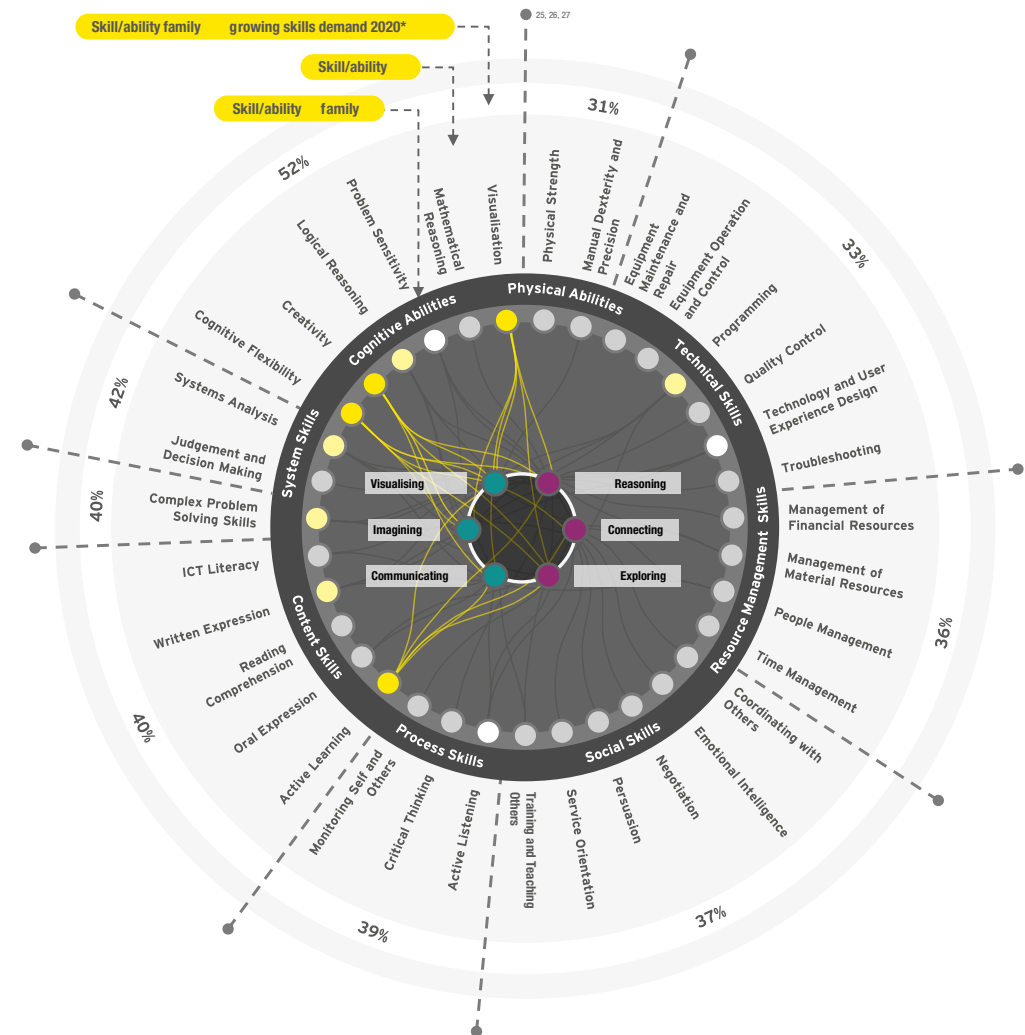 Skill/ability family growing skills demand 2020*
Skill/ability
Skill/ability family
25, 26, 27
31%
33%
36%
37%
39%
40%
40%
42%
52%
Physical Strength
Manual Dexterity and
Precision
Equipment
Maintenance and
Repair
Equipment Operation
and Control
Programming
Quality Control
Technology and User
Experience Design
Troubleshooting
Management of
Financial Resources
Management of
Material Resources
People Management
Time Management
Coordinating with
Others
Emotional Intelligence
Negotiation
Persuasion
Service Orientation
Training and Teaching
Others
Active Listening
Critical Thinking
Monitoring Self and
Others
Active Learning
Oral Expression
Reading
Comprehension
Written Expression
ICT Literacy
Complex Problem
Solving Skills
Judgement and
Decision Making
Systems Analysis
Cognitive Flexibility
Creativity
Logical Reasoning
Problem Sensitivity
Mathematical
Reasoning
Visualisation
Physical Abilities
Technical Skills
Resource Management Skills
Social Skills
Process Skills
Content Skills
System Skills
Cognitive Abilities
Visualising
Reasoning
Imagining
Connecting
Communicating
Exploring